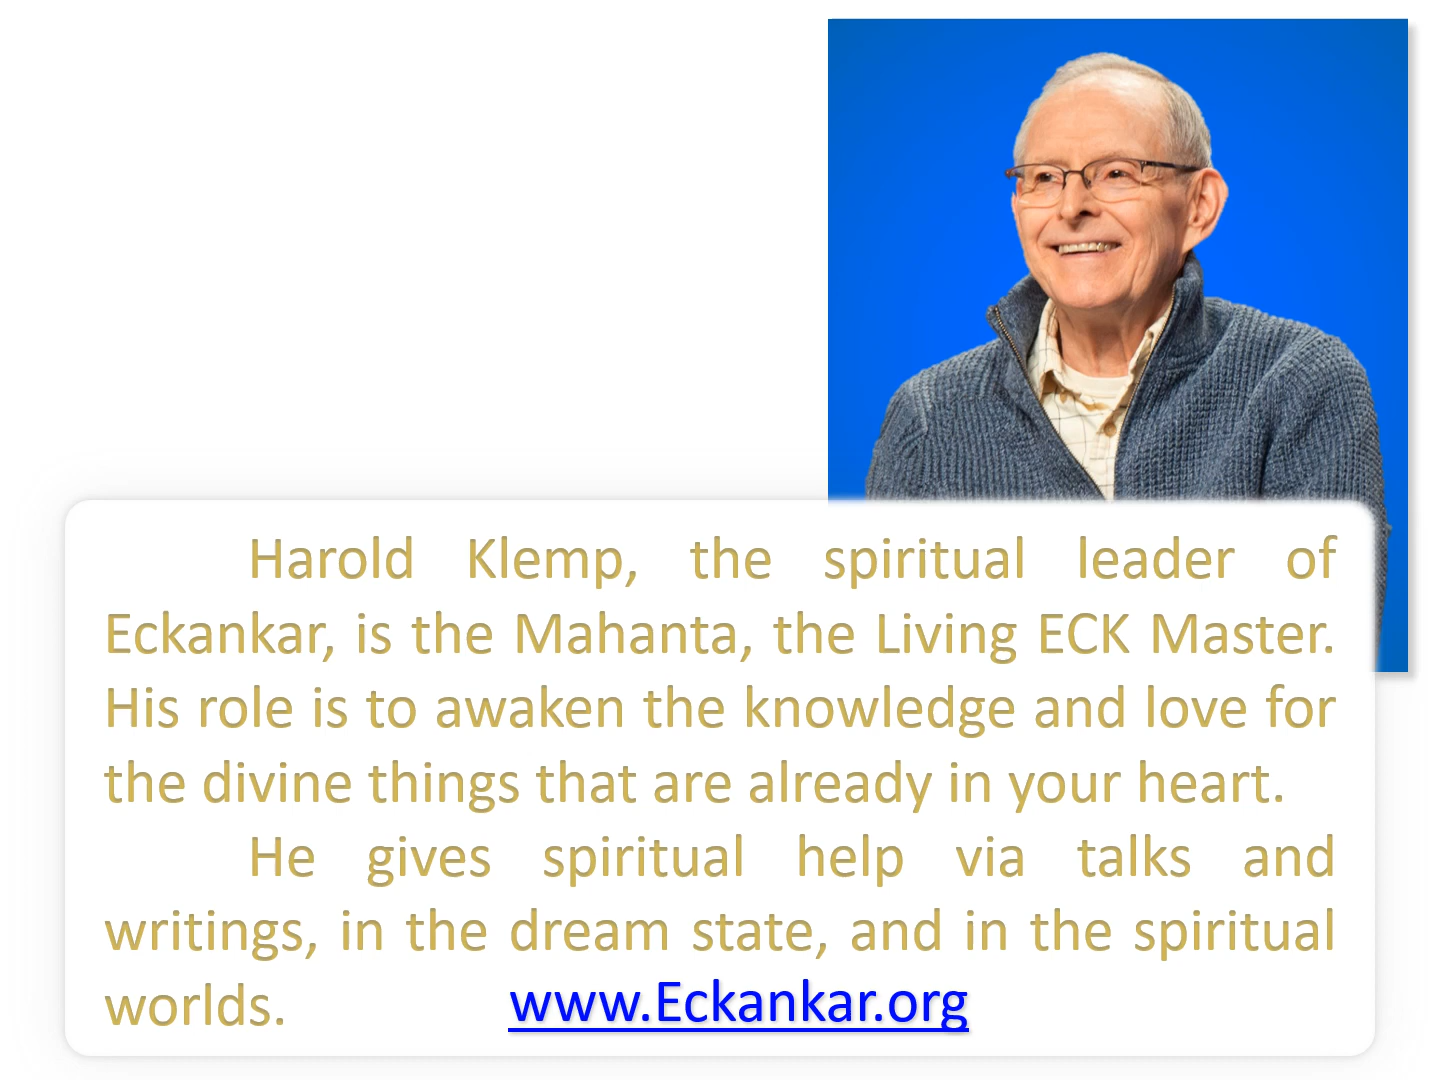 Harold Klemp, the spiritual leader of
Eckankar, is the Mahanta, the Living ECK Master.
His role is to awaken the knowledge and love for
the divine things that are already in your heart.
He gives spiritual help via talks and
writings, in the dream state, and in the spiritual
worlds. www.Eckankar.org